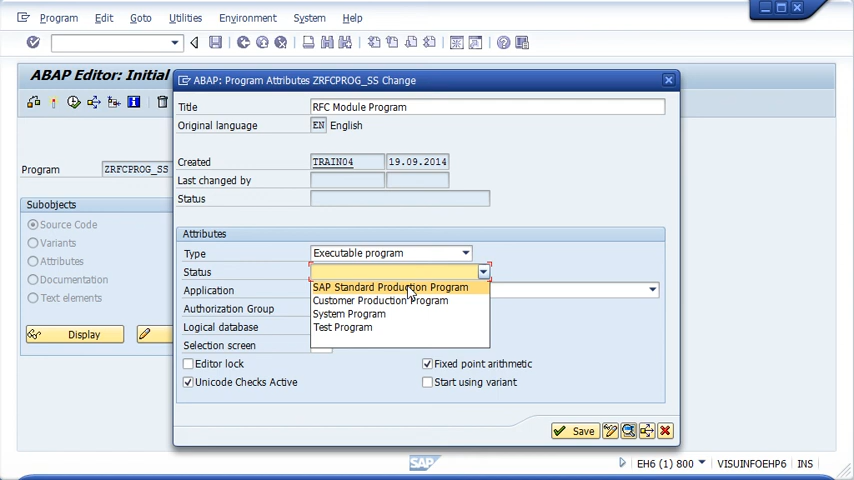 Program Edit Goto Utilities Environment System Help
ABAP Editor: Initial
ABAP: Program Attributes ZRFCPROG_SS Change
Title RFC Module Program
Original language EN English
Created TRAIN04 19.09.2014
Program ZRFCPROG_SS
Last changed by
Status
Subobjects
Source Code
Variants
Attributes
Documentation
Text elements
Display
Attributes
Type Executable program
Status
SAP Standard Production Program
Customer Production Program
System Program
Test Program
Application
Authorization Group
Logical database
Selection screen
Editor lock Fixed point arithmetic
Unicode Checks Active Start using variant
Save
SAP EH6 (1) 800 VISUINFOEHP6 INS